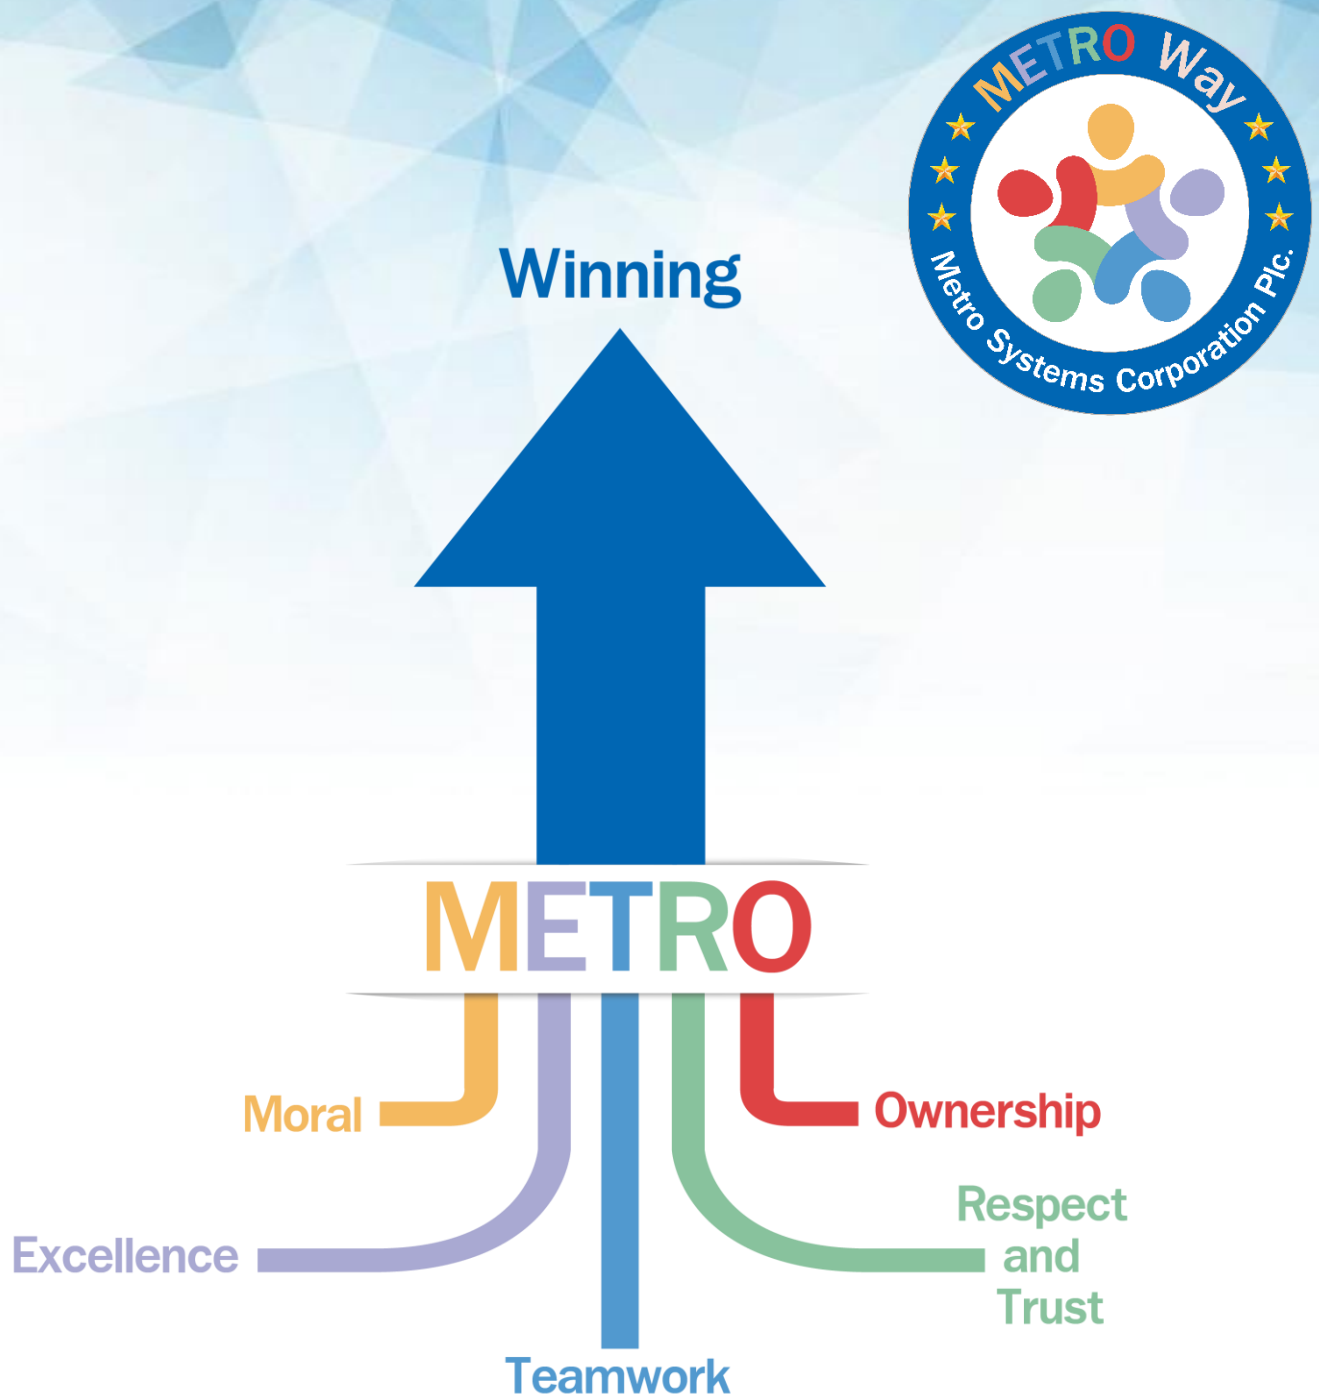 METRO Way
Metro Systems Corporation Plc.
Winning
METRO
Moral
Ownership
Excellence
Respect
and
Trust
Teamwork